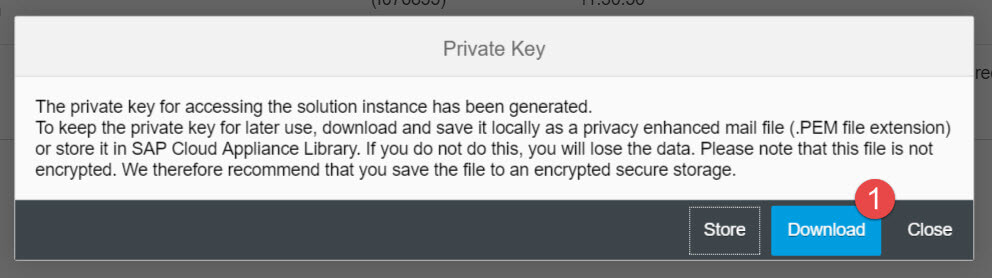 11:56:50
Private Key
The private key for accessing the solution instance has been generated.
To keep the private key for later use, download and save it locally as a privacy enhanced mail file (.PEM file extension)
or store it in SAP Cloud Appliance Library. If you do not do this, you will lose the data. Please note that this file is not
encrypted. We therefore recommend that you save the file to an encrypted secure storage.
1
Store Download Close